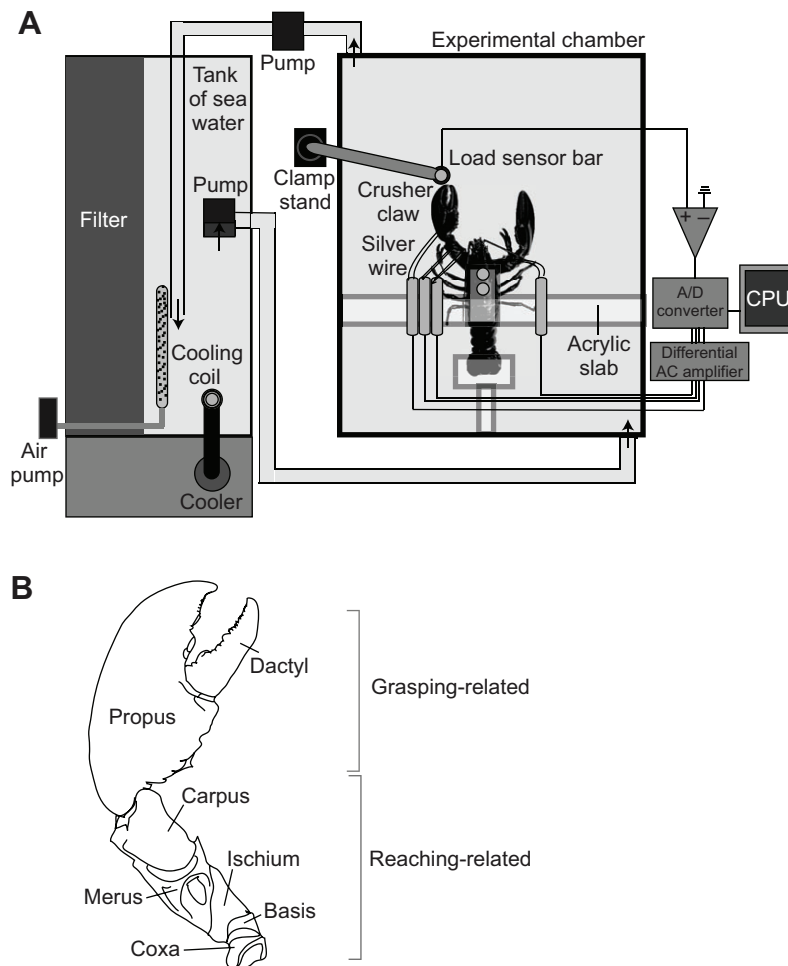 A
Pump
Experimental chamber
Tank
of sea
water
Load sensor bar
Clamp
stand
Crusher
claw
Pump
Filter
Silver
wire
+ −
A/D
converter
CPU
Acrylic
slab
Differential
AC amplifier
Cooling
coil
Air
pump
Cooler
B
Dactyl
Grasping-related
Propus
Carpus
Ischium
Reaching-related
Merus
Basis
Coxa